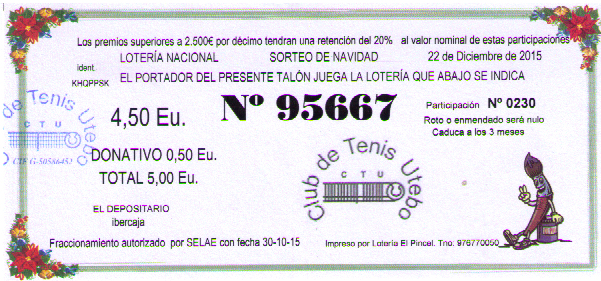 Los premios superiores a 2.500€ por décimo tendran una retención del 20% al valor nominal de estas participaciones
LOTERÍA NACIONAL SORTEO DE NAVIDAD 22 de Diciembre de 2015
Ident.
KHQPPSK
EL PORTADOR DEL PRESENTE TALÓN JUEGA LA LOTERÍA QUE ABAJO SE INDICA
4,50 Eu.
Nº 95667
Participación Nº 0230
Roto o enmendado será nulo
Caduca a los 3 meses
de Tenis Utebo
CTU
CIF G-50586452
DONATIVO 0,50 Eu.
TOTAL 5,00 Eu.
Club de Tenis Utebo
CTU
EL DEPOSITARIO
ibercaja
Fraccionamiento autorizado por SELAE con fecha 30-10-15
Impreso por Lotería El Pincel. Tno: 976770050